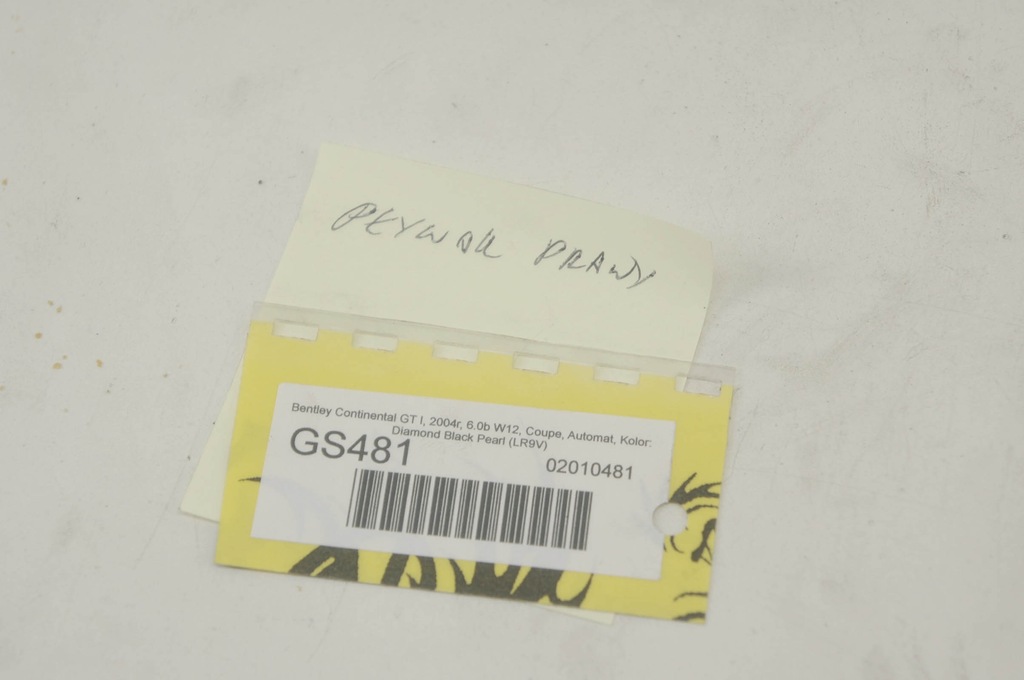 PŁYWAK PRAWY
Bentley Continental GT I, 2004r, 6.0b W12, Coupe, Automat, Kolor:
Diamond Black Pearl (LR9V)
GS481
02010481